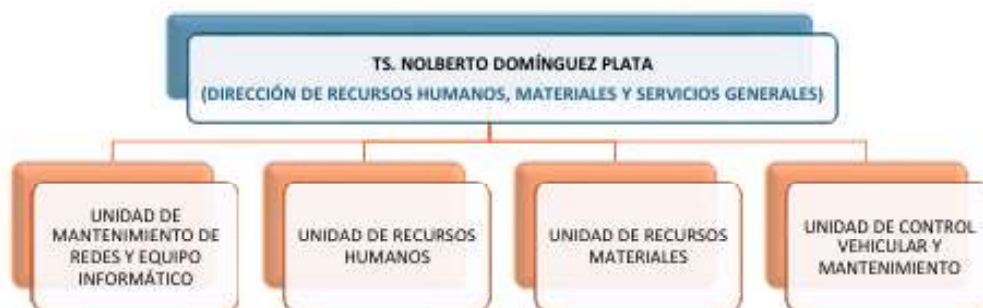 TS. NOLBERTO DOMÍNGUEZ PLATA
(DIRECCIÓN DE RECURSOS HUMANOS, MATERIALES Y SERVICIOS GENERALES)
UNIDAD DE
MANTENIMIENTO DE
REDES Y EQUIPO
INFORMÁTICO
UNIDAD DE RECURSOS
HUMANOS
UNIDAD DE RECURSOS
MATERIALES
UNIDAD DE CONTROL
VEHICULAR Y
MANTENIMIENTO